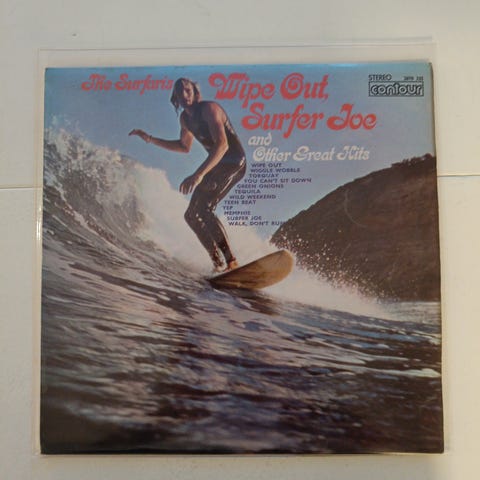 The Surfaris
Wipe Out,
Surfer Joe
and
Other Great Hits
WIPE OUT
WIGGLE WOBBLE
TORQUAY
YOU CAN'T SIT DOWN
GREEN ONIONS
TEQUILA
WILD WEEKEND
TEEN BEAT
YEP
MEMPHIS
SURFER JOE
WALK, DON'T RUN
STEREO
contour